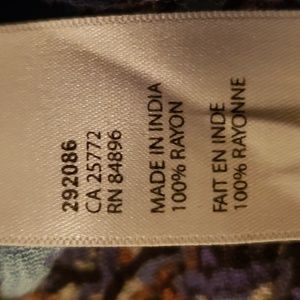 292086
CA 25772
RN 84896
MADE IN INDIA
100% RAYON
FAIT EN INDE
100% RAYONNE